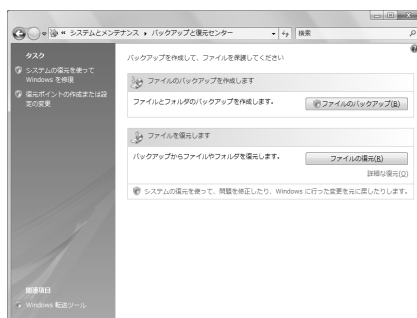 « システムとメンテナンス ▸ バックアップと復元センター
検索
タスク
システムの復元を使って
Windows を修復
復元ポイントの作成または設
定の変更
バックアップを作成して、ファイルを保護してください
ファイルのバックアップを作成します
ファイルとフォルダのバックアップを作成します。
ファイルのバックアップ(B)
ファイルを復元します
バックアップからファイルやフォルダを復元します。
ファイルの復元(R)
詳細な復元(O)
システムの復元を使って、問題を修正したり、Windows に行った変更を元に戻したりします。
関連項目
Windows 転送ツール